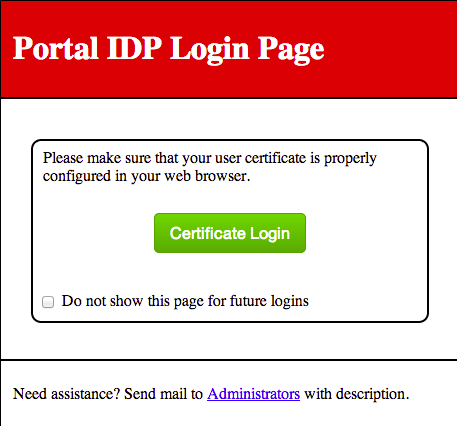 Portal IDP Login Page
Please make sure that your user certificate is properly
configured in your web browser.
Certificate Login
Do not show this page for future logins
Need assistance? Send mail to Administrators with description.